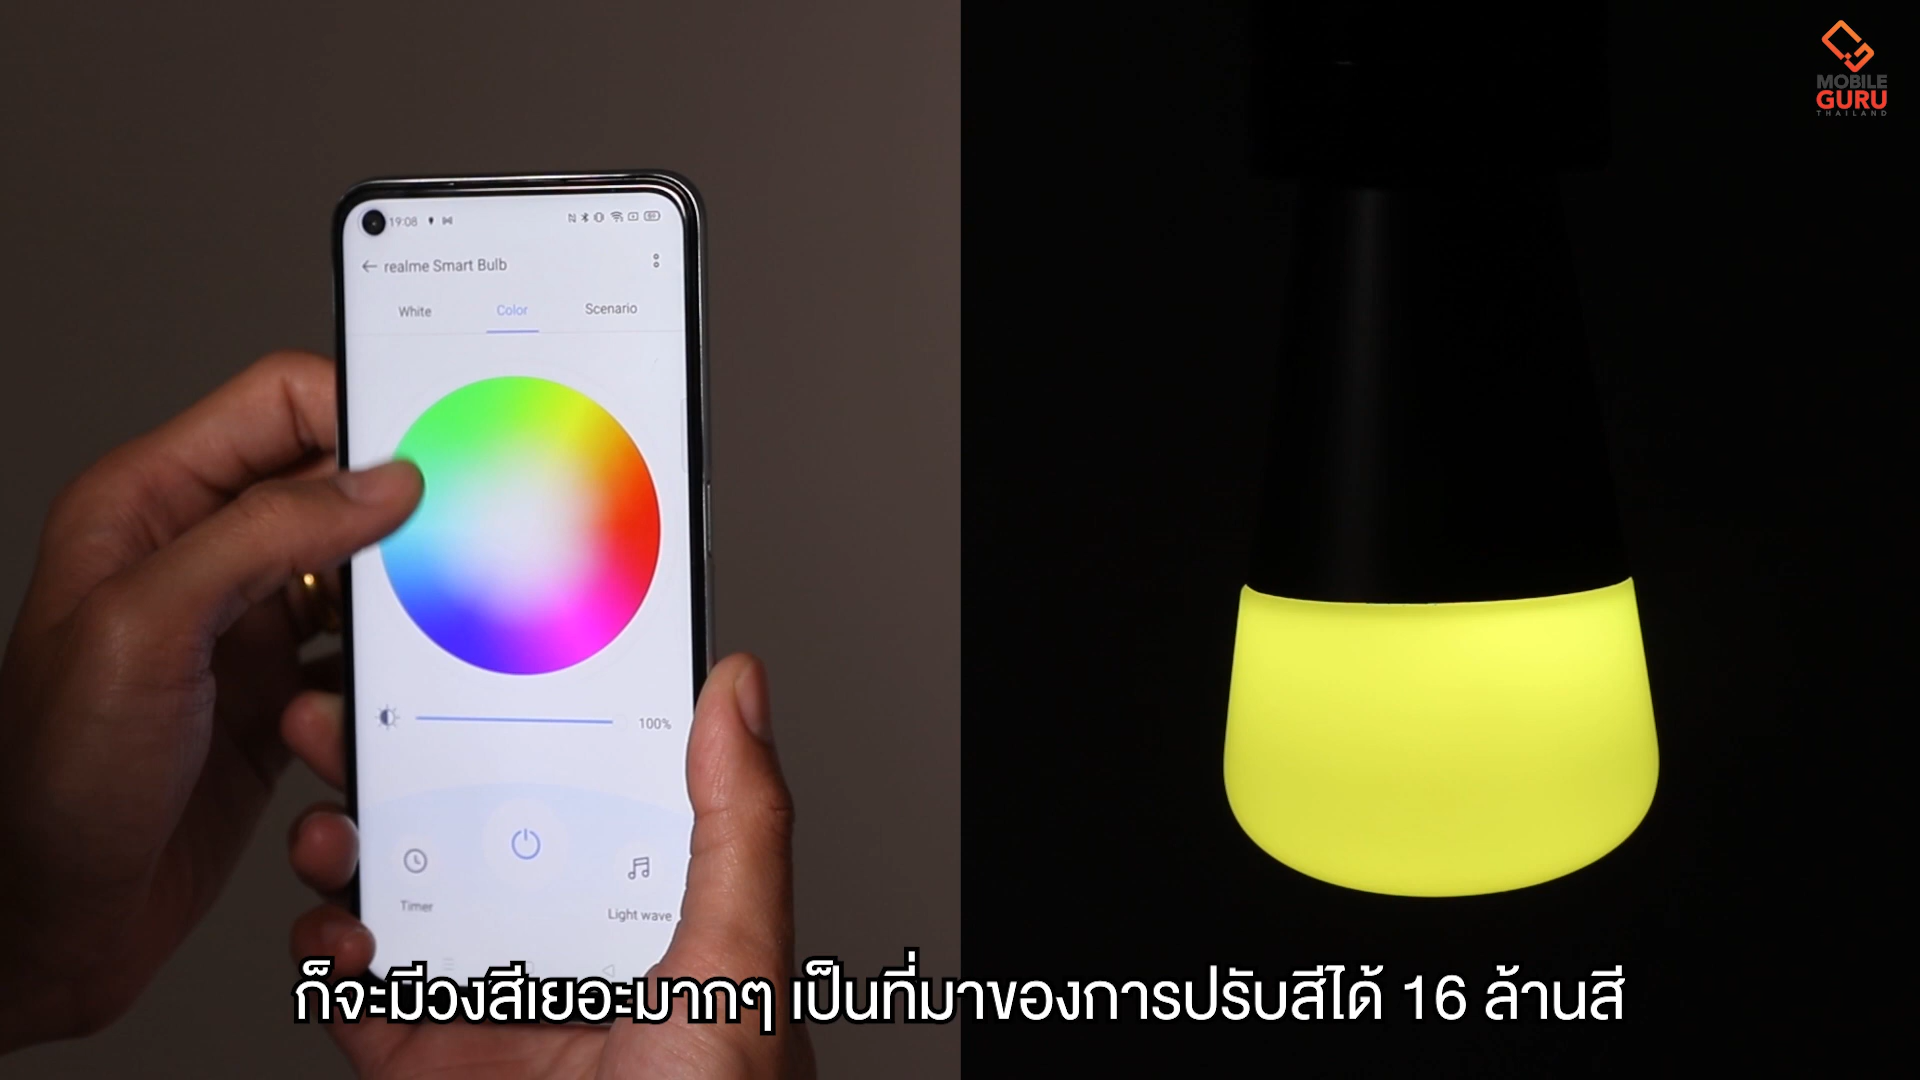 MOBILE
GURU
THAILAND
19:08
realme Smart Bulb
White
Color
Scenario
100%
Timer
Light wave
ก็จะมีวงสีเยอะมากๆ เป็นที่มาของการปรับสีได้ 16 ล้านสี